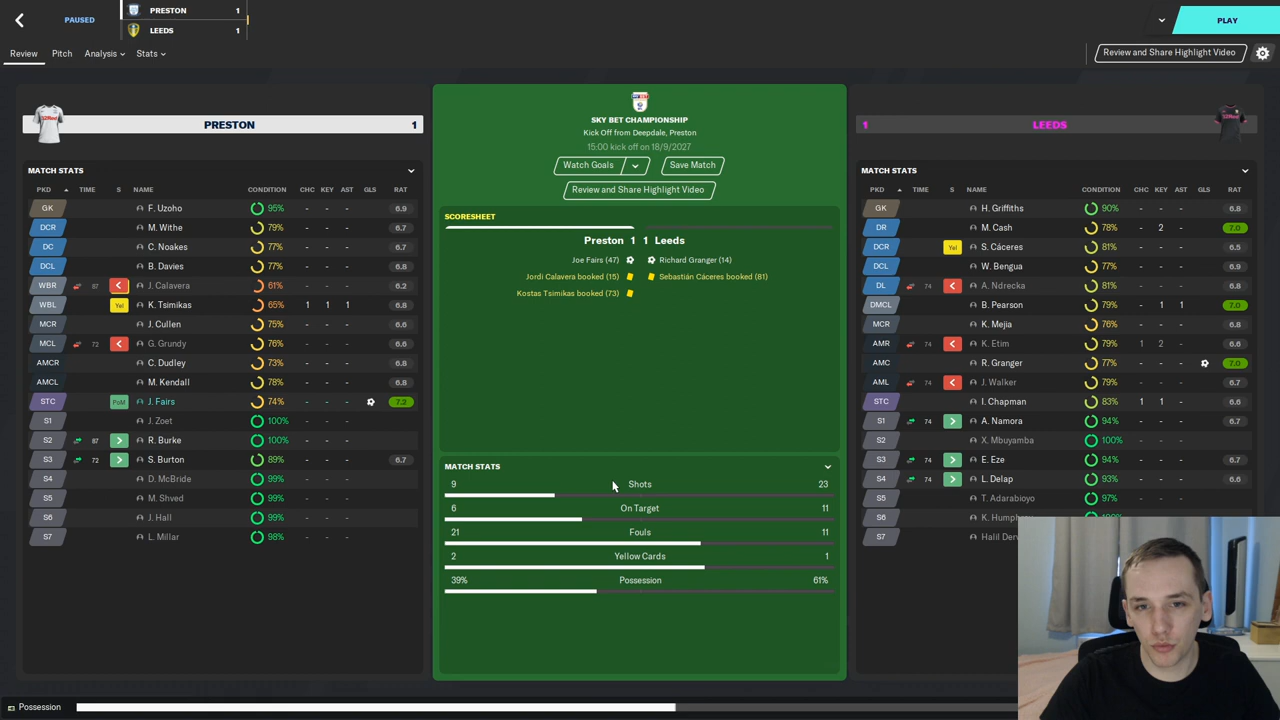 PAUSED
PRESTON 1
LEEDS 1
PLAY
Review Pitch Analysis Stats
Review and Share Highlight Video
PRESTON 1
MATCH STATS
PKD TIME S NAME CONDITION CHC KEY AST GLS RAT
GK F. Uzoho 95% - - - 6.9
DCR M. Withe 79% - - - 6.7
DC C. Noakes 77% - - - 6.7
DCL B. Davies 77% - - - 6.8
WBR 87 J. Calavera 61% - - - 6.2
WBL Yel K. Tsimikas 65% 1 1 1 6.8
MCR J. Cullen 75% - - - 6.6
MCL 72 G. Grundy 76% - - - 6.6
AMCR C. Dudley 73% - - - 6.8
AMCL M. Kendall 78% - - - 6.8
STC PoM J. Fairs 74% - - - 7.2
S1 J. Zoet 100% - - -
S2 87 R. Burke 100% - - -
S3 72 S. Burton 89% - - - 6.7
S4 D. McBride 99% - - -
S5 M. Shved 99% - - -
S6 J. Hall 99% - - -
S7 L. Millar 98% - - -
SKY BET CHAMPIONSHIP
Kick Off from Deepdale, Preston
15:00 kick off on 18/9/2027
Watch Goals Save Match
Review and Share Highlight Video
SCORESHEET
Preston 1 1 Leeds
Joe Fairs (47) Richard Granger (14)
Jordi Calavera booked (15) Sebastián Cáceres booked (81)
Kostas Tsimikas booked (73)
MATCH STATS
9 Shots 23
6 On Target 11
21 Fouls 11
2 Yellow Cards 1
39% Possession 61%
1 LEEDS
MATCH STATS
PKD TIME S NAME CONDITION CHC KEY AST GLS RAT
GK H. Griffiths 90% - - - 6.8
DR M. Cash 78% - 2 - 7.0
DCR Yel S. Cáceres 81% - - - 6.5
DCL W. Bengua 77% - - - 6.9
DL 74 A. Ndrecka 81% - - - 6.8
DMCL B. Pearson 79% - 1 1 7.0
MCR K. Mejia 76% - - - 6.8
AMR 74 K. Etim 79% 1 2 - 6.6
AMC R. Granger 77% - - - 7.0
AML 74 J. Walker 79% - - - 6.7
STC I. Chapman 83% 1 1 - 6.6
S1 74 A. Namora 94% - - - 6.7
S2 X. Mbuyamba 100% - - -
S3 74 E. Eze 94% - - - 6.7
S4 74 L. Delap 93% - - - 6.6
S5 T. Adarabioyo 97% - - -
S6 100% - - -
S7 Halil
Possession